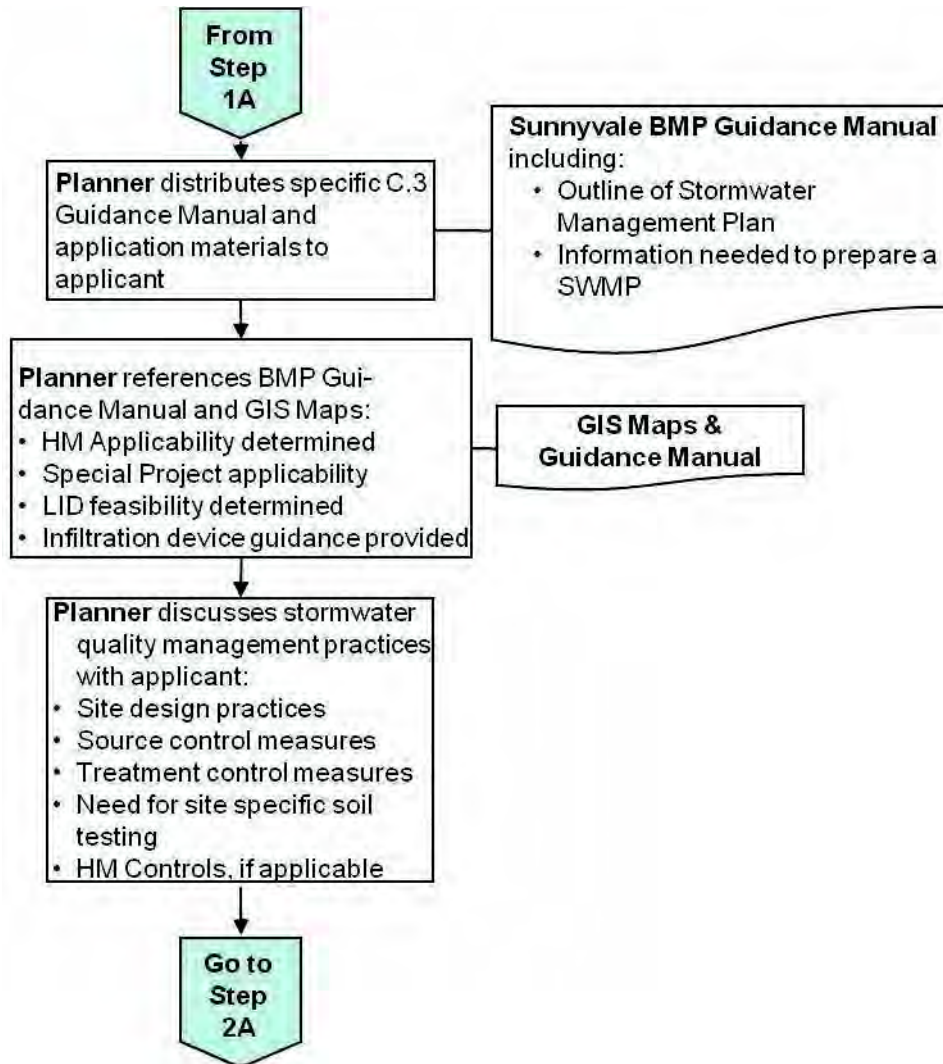 From
Step
1A
Planner distributes specific C.3
Guidance Manual and
application materials to
applicant
Sunnyvale BMP Guidance Manual
including:
• Outline of Stormwater
Management Plan
• Information needed to prepare a
SWMP
Planner references BMP Gui-
dance Manual and GIS Maps:
• HM Applicability determined
• Special Project applicability
• LID feasibility determined
• Infiltration device guidance provided
GIS Maps &
Guidance Manual
Planner discusses stormwater
quality management practices
with applicant:
• Site design practices
• Source control measures
• Treatment control measures
• Need for site specific soil
testing
• HM Controls, if applicable
Go to
Step
2A